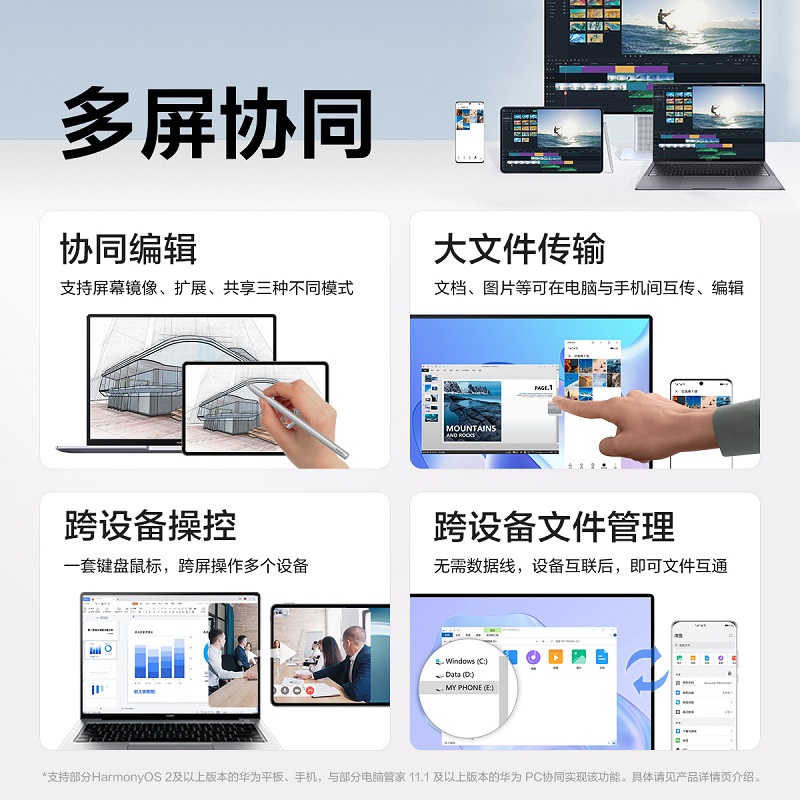 多屏协同
协同编辑
支持屏幕镜像、扩展、共享三种不同模式
大文件传输
文档、图片等可在电脑与手机间互传、编辑
PAGE.1
MOUNTAINS
AND ROCKS
跨设备操控
一套键盘鼠标，跨屏操作多个设备
跨设备文件管理
无需数据线，设备互联后，即可文件互通
Windows (C:)
Data (D:)
MY PHONE (E:)
浏览
*支持部分HarmonyOS 2及以上版本的华为平板、手机，与部分电脑管家 11.1 及以上版本的华为 PC协同实现该功能。具体请见产品详情页介绍。